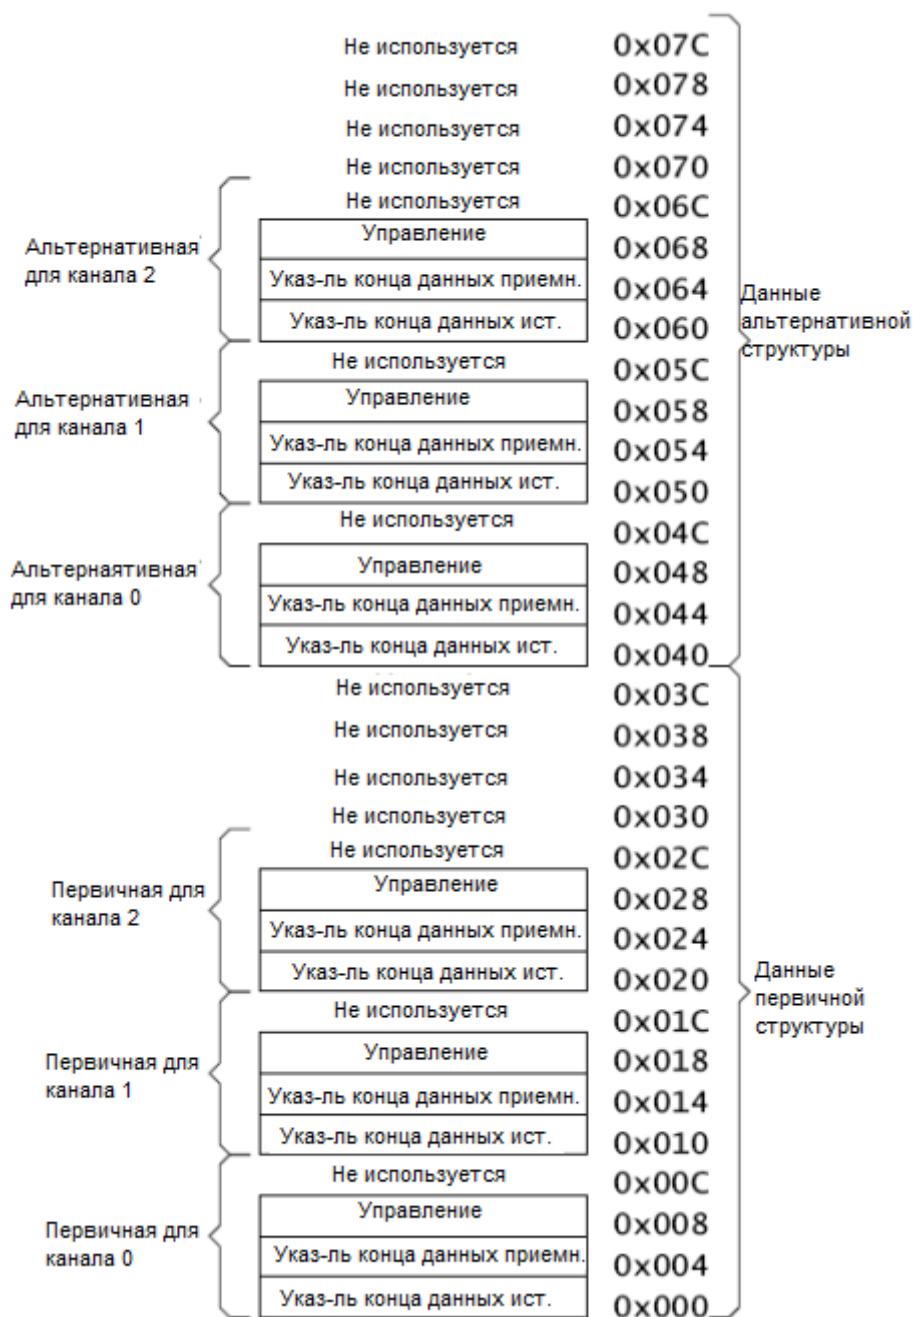 Не используется 0x07C
Не используется 0x078
Не используется 0x074
Не используется 0x070
Не используется 0x06C
Альтернативная
для канала 2
Управление 0x068
Указ-ль конца данных приемн. 0x064
Указ-ль конца данных ист. 0x060
Данные
альтернативной
структуры
Не используется 0x05C
Альтернативная
для канала 1
Управление 0x058
Указ-ль конца данных приемн. 0x054
Указ-ль конца данных ист. 0x050
Не используется 0x04C
Альтернаятивная
для канала 0
Управление 0x048
Указ-ль конца данных приемн. 0x044
Указ-ль конца данных ист. 0x040
Не используется 0x03C
Не используется 0x038
Не используется 0x034
Не используется 0x030
Не используется 0x02C
Первичная для
канала 2
Управление 0x028
Указ-ль конца данных приемн. 0x024
Указ-ль конца данных ист. 0x020
Данные
первичной
структуры
Не используется 0x01C
Первичная для
канала 1
Управление 0x018
Указ-ль конца данных приемн. 0x014
Указ-ль конца данных ист. 0x010
Не используется 0x00C
Первичная для
канала 0
Управление 0x008
Указ-ль конца данных приемн. 0x004
Указ-ль конца данных ист. 0x000